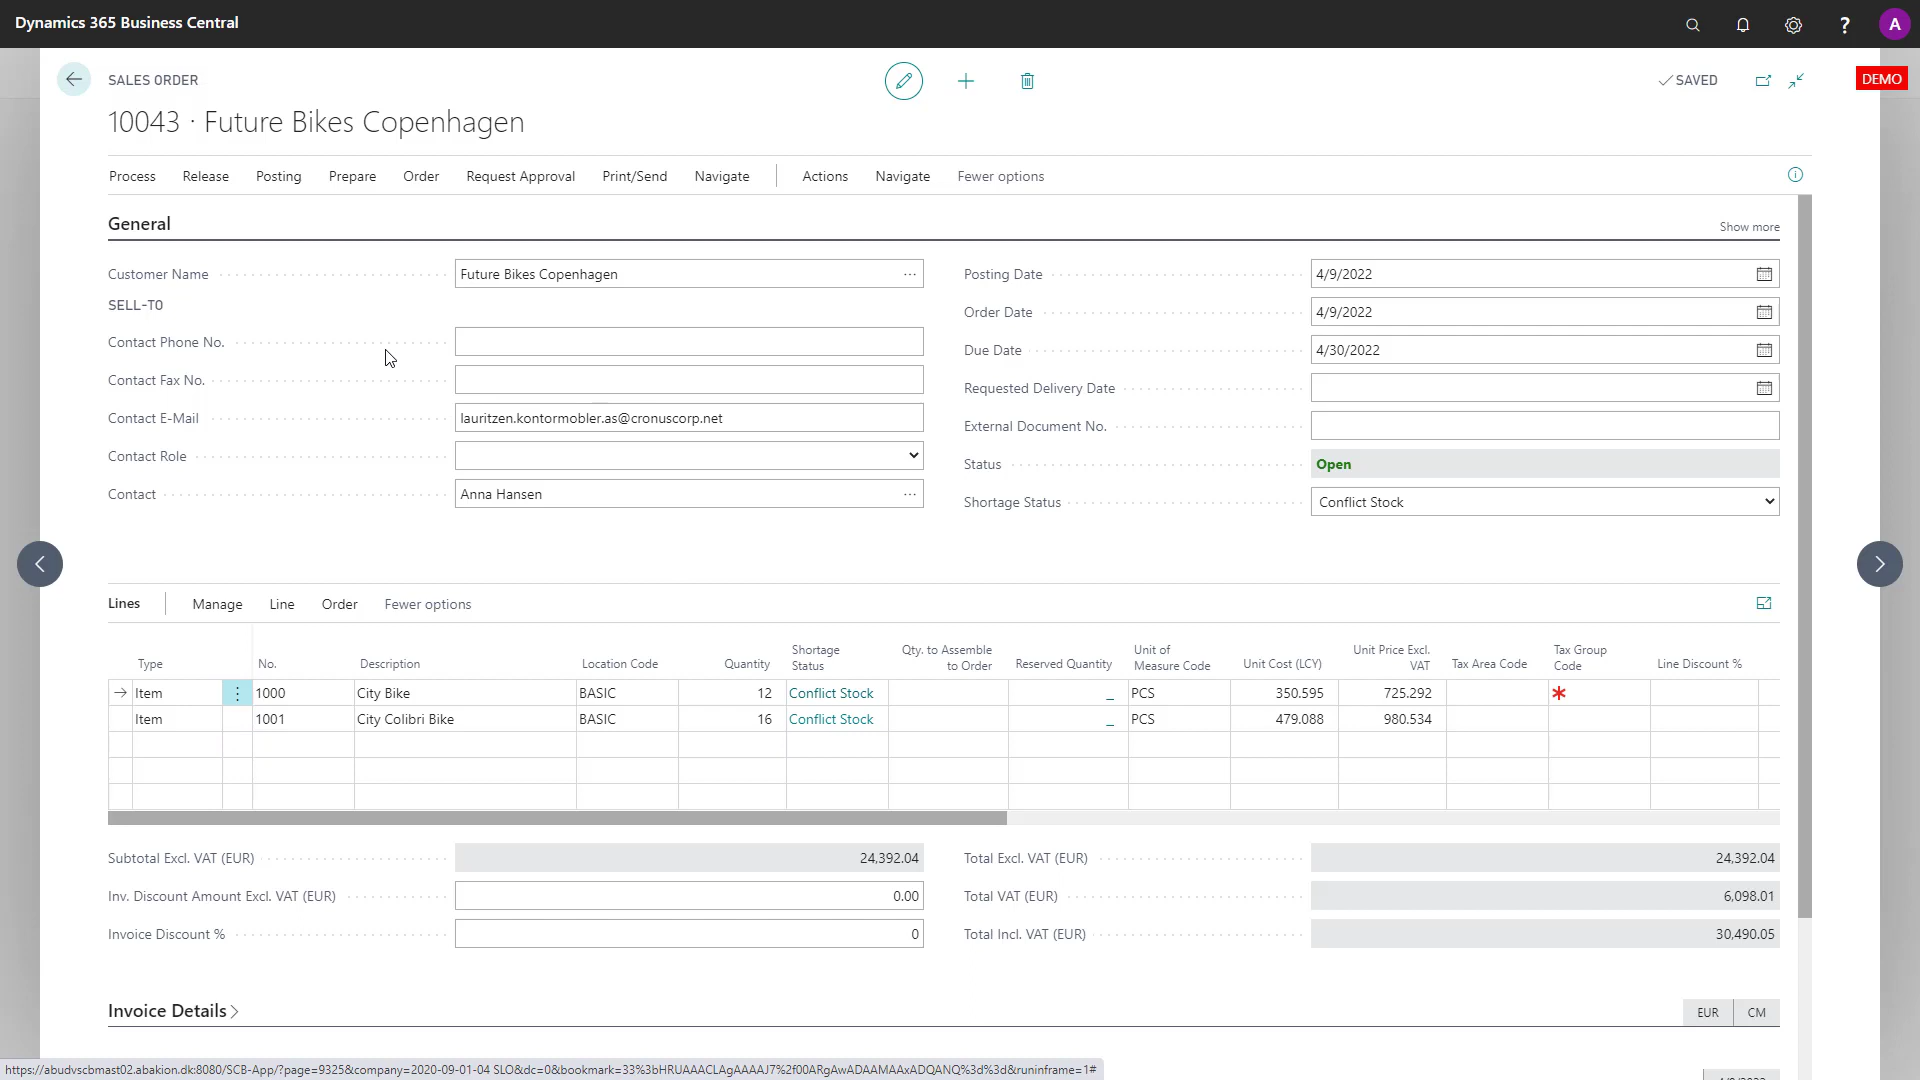 Dynamics 365 Business Central
A
SALES ORDER
SAVED
DEMO
10043 · Future Bikes Copenhagen
Process Release Posting Prepare Order Request Approval Print/Send Navigate Actions Navigate Fewer options
General
Show more
Customer Name Future Bikes Copenhagen
Posting Date 4/9/2022
SELL-TO
Order Date 4/9/2022
Contact Phone No.
Due Date 4/30/2022
Contact Fax No.
Requested Delivery Date
Contact E-Mail lauritzen.kontormobler.as@cronuscorp.net
External Document No.
Contact Role
Status Open
Contact Anna Hansen
Shortage Status Conflict Stock
Lines Manage Line Order Fewer options
Type No. Description Location Code Quantity Shortage Status Qty. to Assemble to Order Reserved Quantity Unit of Measure Code Unit Cost (LCY) Unit Price Excl. VAT Tax Area Code Tax Group Code Line Discount %
Item 1000 City Bike BASIC 12 Conflict Stock _ PCS 350.595 725.292 *
Item 1001 City Colibri Bike BASIC 16 Conflict Stock _ PCS 479.088 980.534
Subtotal Excl. VAT (EUR) 24,392.04
Total Excl. VAT (EUR) 24,392.04
Inv. Discount Amount Excl. VAT (EUR) 0.00
Total VAT (EUR) 6,098.01
Invoice Discount % 0
Total Incl. VAT (EUR) 30,490.05
Invoice Details
EUR CM
https://abudvscbmast02.abakion.dk:8080/SCB-App/?page=9325&company=2020-09-01-04 SLO&dc=0&bookmark=33%3bHRUAAACLAgAAAAJ7%2f00ARgAwADAAMAAxADQANQ%3d%3d&runinframe=1#